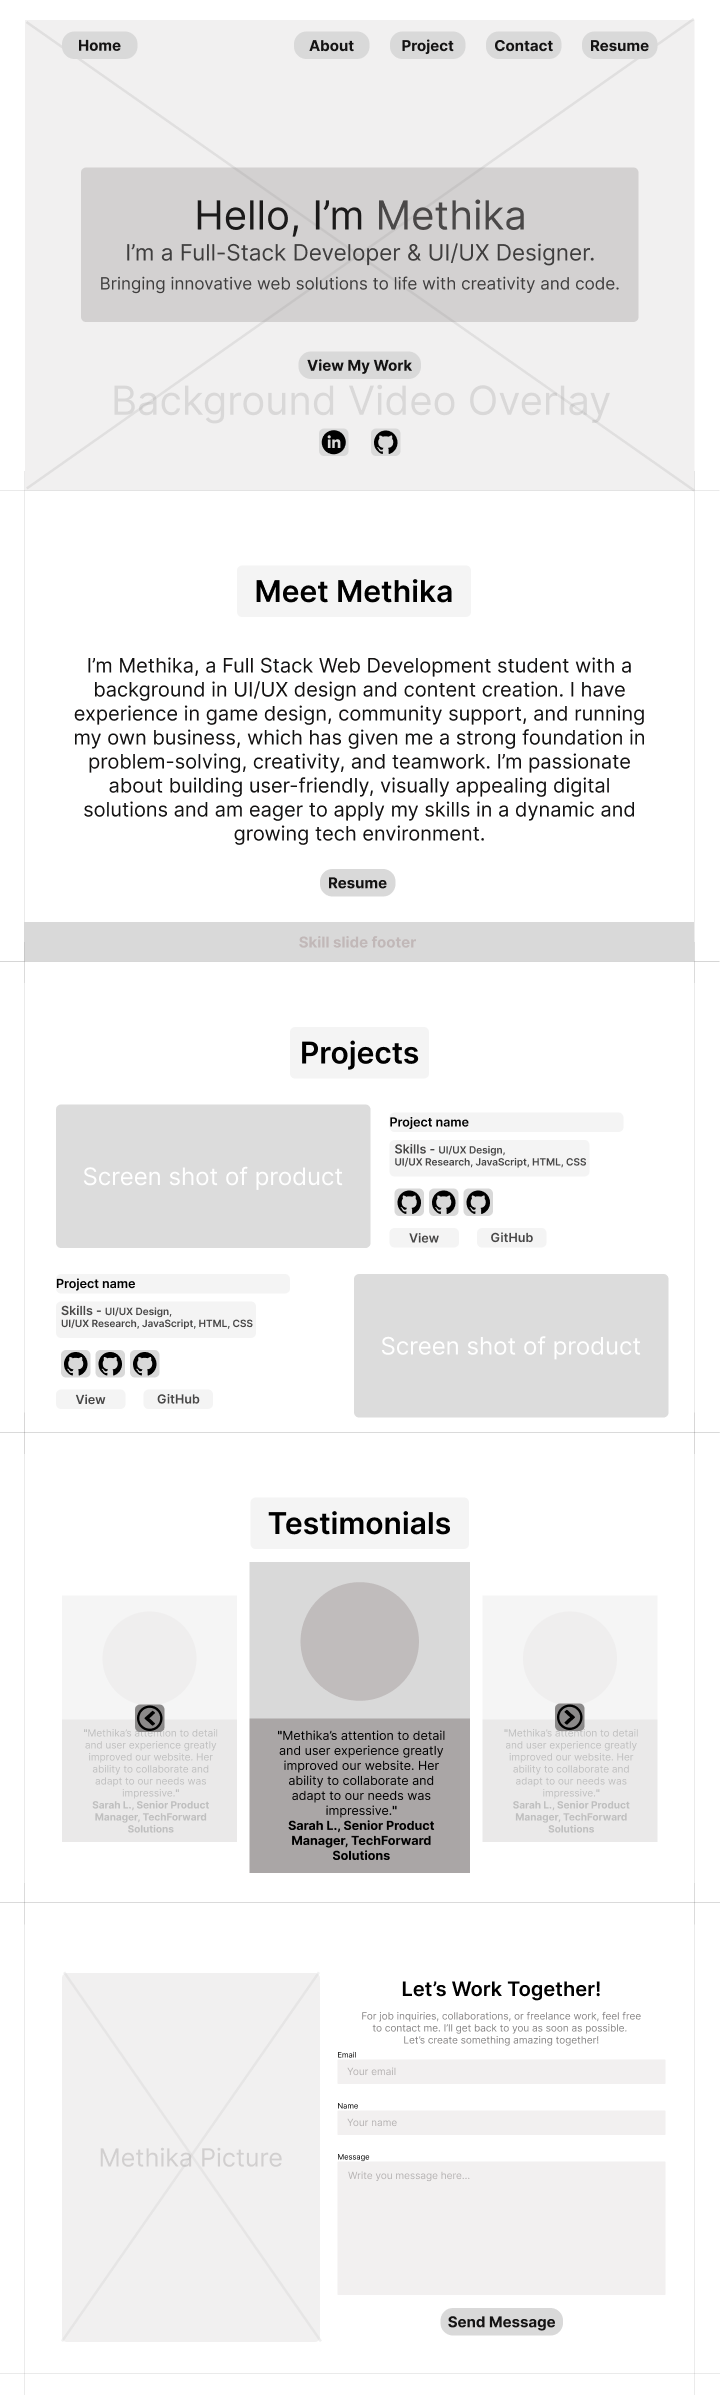 Home
About
Project
Contact
Resume
Hello, I’m Methika
I’m a Full-Stack Developer & UI/UX Designer.
Bringing innovative web solutions to life with creativity and code.
View My Work
Background Video Overlay
in
Meet Methika
I’m Methika, a Full Stack Web Development student with a
background in UI/UX design and content creation. I have
experience in game design, community support, and running
my own business, which has given me a strong foundation in
problem-solving, creativity, and teamwork. I’m passionate
about building user-friendly, visually appealing digital
solutions and am eager to apply my skills in a dynamic and
growing tech environment.
Resume
Skill slide footer
Projects
Screen shot of product
Project name
Skills - UI/UX Design,
UI/UX Research, JavaScript, HTML, CSS
View
GitHub
Project name
Skills - UI/UX Design,
UI/UX Research, JavaScript, HTML, CSS
View
GitHub
Screen shot of product
Testimonials
"Methika’s attention to detail
and user experience greatly
improved our website. Her
ability to collaborate and
adapt to our needs was
impressive."
Sarah L., Senior Product
Manager, TechForward
Solutions
"Methika’s attention to detail
and user experience greatly
improved our website. Her
ability to collaborate and
adapt to our needs was
impressive."
Sarah L., Senior Product
Manager, TechForward
Solutions
"Methika’s attention to detail
and user experience greatly
improved our website. Her
ability to collaborate and
adapt to our needs was
impressive."
Sarah L., Senior Product
Manager, TechForward
Solutions
Methika Picture
Let’s Work Together!
For job inquiries, collaborations, or freelance work, feel free
to contact me. I’ll get back to you as soon as possible.
Let’s create something amazing together!
Email
Your email
Name
Your name
Message
Write you message here...
Send Message